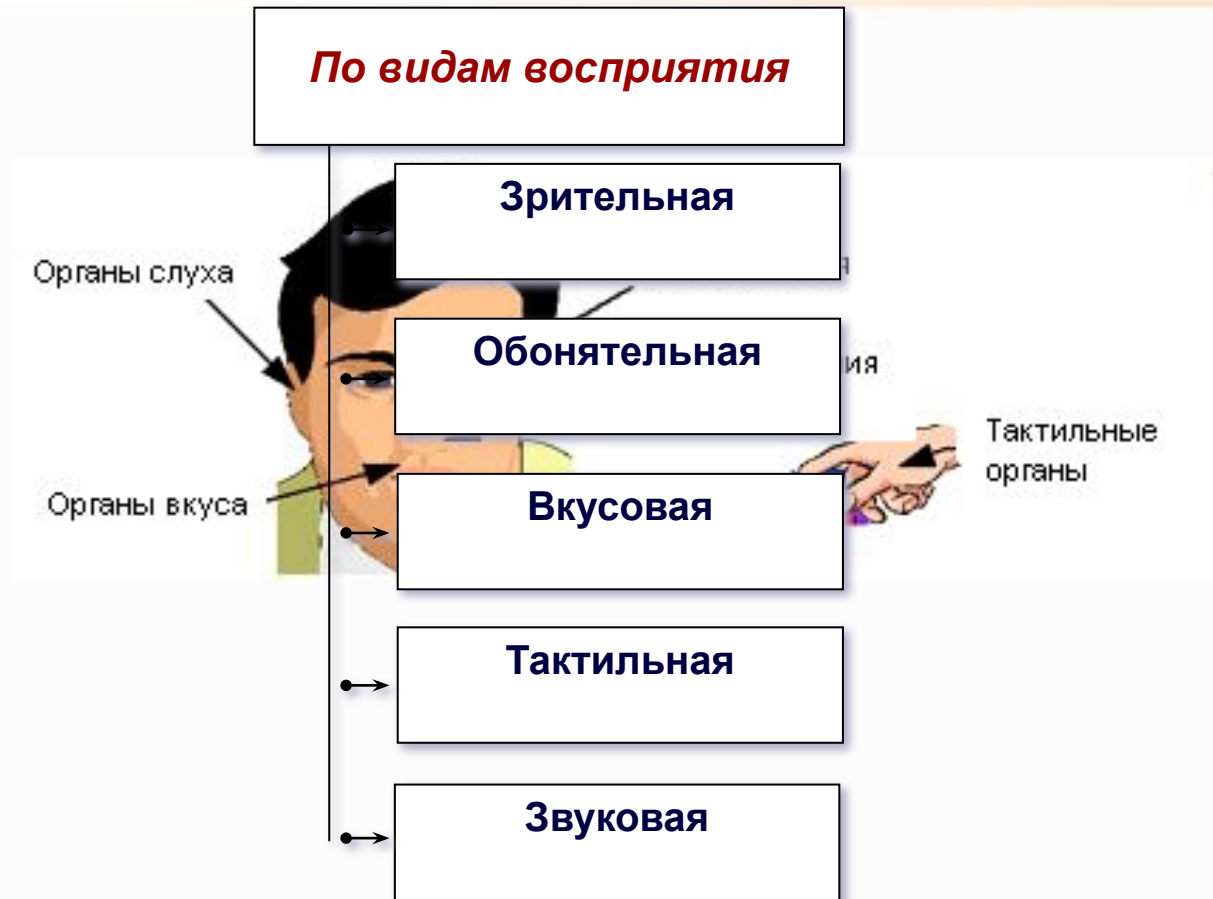 По видам восприятия
Зрительная
Органы слуха
Обонятельная
Тактильные
органы
Органы вкуса
Вкусовая
Тактильная
Звуковая